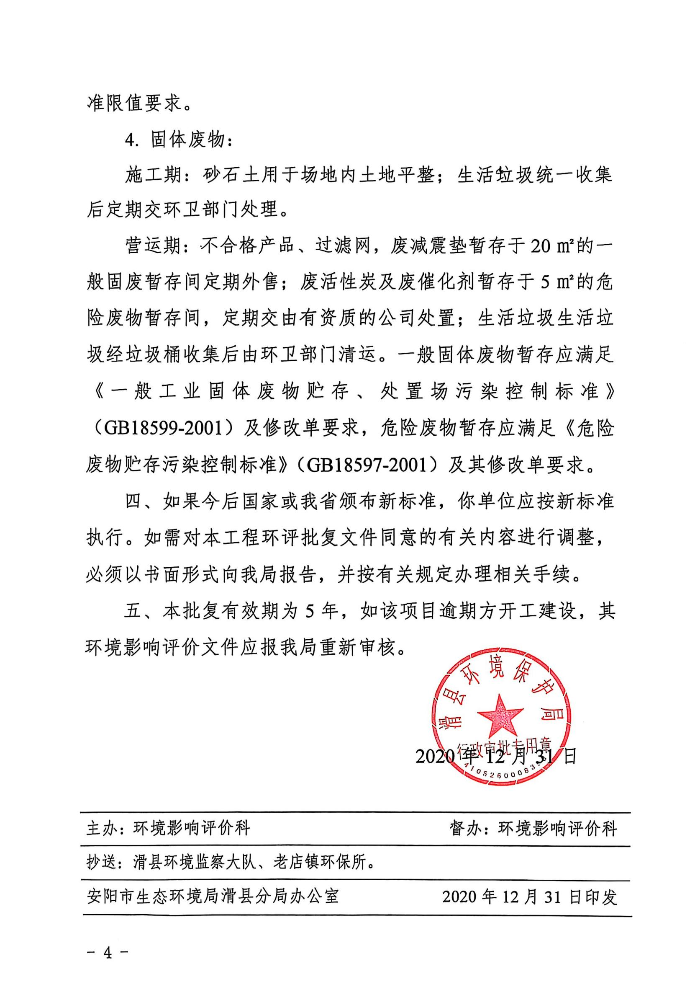 准限值要求。
4. 固体废物：
施工期：砂石土用于场地内土地平整；生活垃圾统一收集
后定期交环卫部门处理。
营运期：不合格产品、过滤网，废减震垫暂存于 20 ㎡的一
般固废暂存间定期外售；废活性炭及废催化剂暂存于 5 ㎡的危
险废物暂存间，定期交由有资质的公司处置；生活垃圾生活垃
圾经垃圾桶收集后由环卫部门清运。一般固体废物暂存应满足
《一般工业固体废物贮存、处置场污染控制标准》
（GB18599-2001）及修改单要求，危险废物暂存应满足《危险
废物贮存污染控制标准》（GB18597-2001）及其修改单要求。
四、如果今后国家或我省颁布新标准，你单位应按新标准
执行。如需对本工程环评批复文件同意的有关内容进行调整，
必须以书面形式向我局报告，并按有关规定办理相关手续。
五、本批复有效期为 5 年，如该项目逾期方开工建设，其
环境影响评价文件应报我局重新审核。
滑县环境保护局
行政审批专用章
2020 年 12 月 31 日
主办：环境影响评价科 督办：环境影响评价科
抄送：滑县环境监察大队、老店镇环保所。
安阳市生态环境局滑县分局办公室 2020 年 12 月 31 日印发
- 4 -